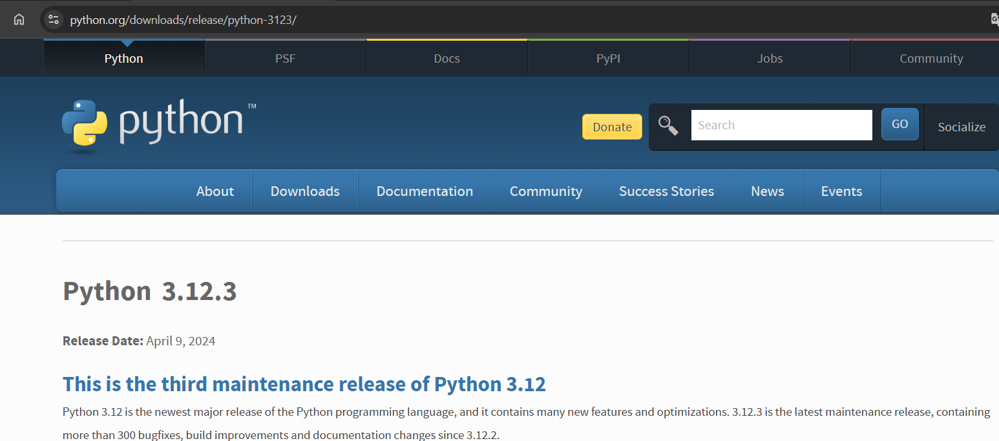 python.org/downloads/release/python-3123/
Python PSF Docs PyPI Jobs Community
python™
Donate Search GO Socialize
About Downloads Documentation Community Success Stories News Events
Python 3.12.3
Release Date: April 9, 2024
This is the third maintenance release of Python 3.12
Python 3.12 is the newest major release of the Python programming language, and it contains many new features and optimizations. 3.12.3 is the latest maintenance release, containing
more than 300 bugfixes, build improvements and documentation changes since 3.12.2.